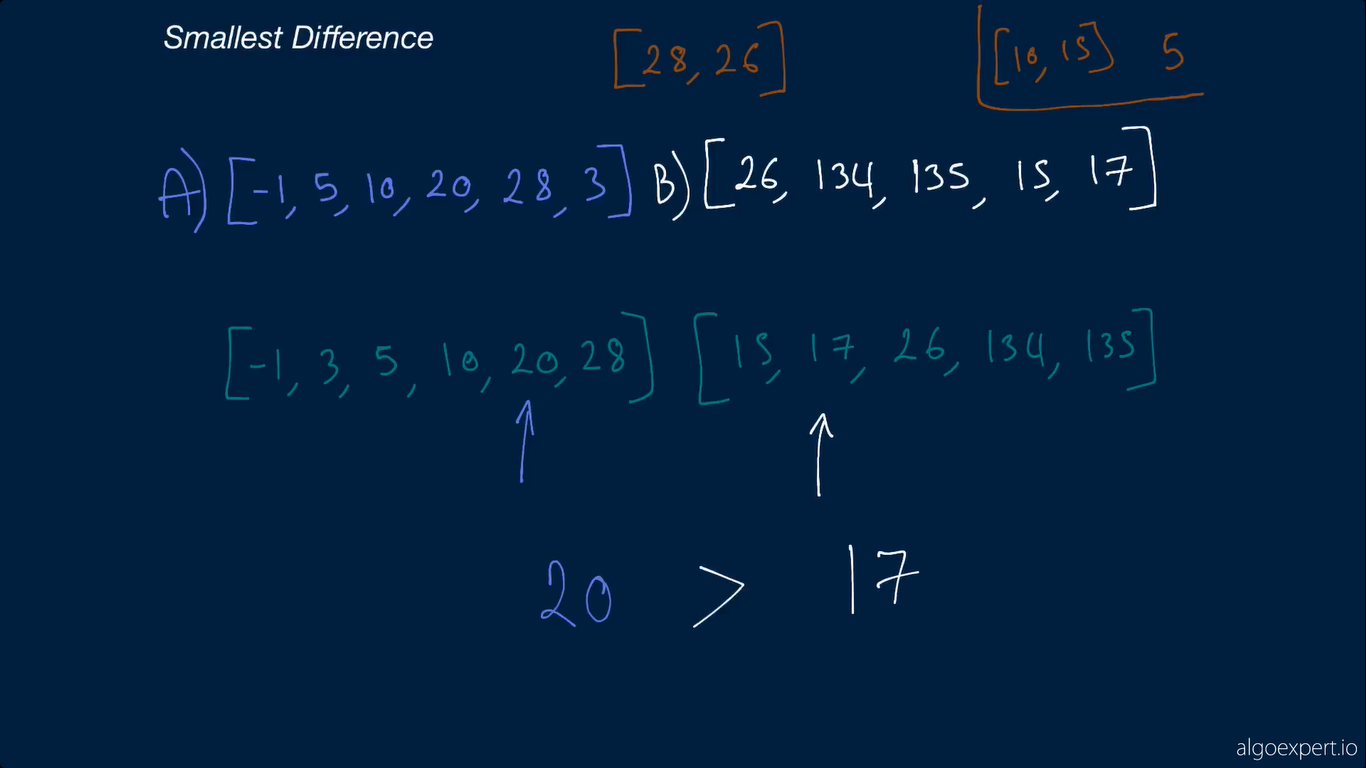 Smallest Difference
[28, 26]
[10, 15] 5
A) [-1, 5, 10, 20, 28, 3] B) [26, 134, 135, 15, 17]
[-1, 3, 5, 10, 20, 28] [15, 17, 26, 134, 135]
20 > 17
algoexpert.io